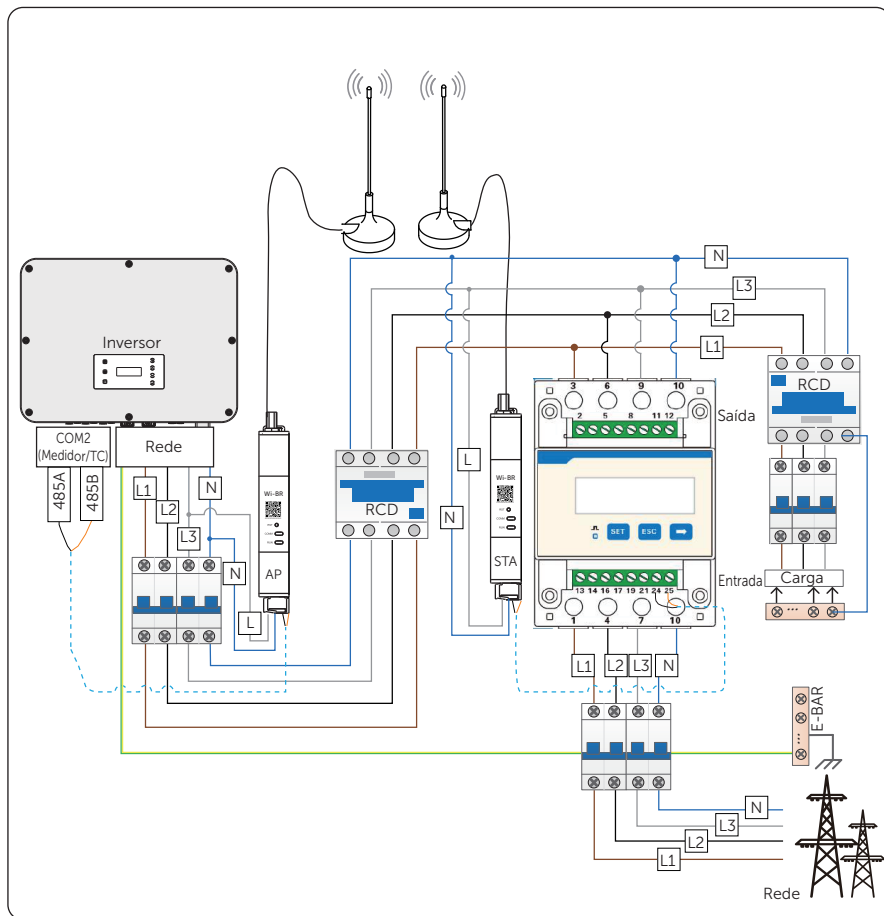 N
L3
L2
L1
Inversor
COM2
(Medidor/TC)
Rede
485A
485B
L1
L2
L3
N
N
L
Wi-BR
AP
RCD
L
N
Wi-BR
STA
3 6 9 10
2 5 8 11 12
Saída
SET ESC
Entrada
13 14 16 17 19 21 24 25
1 4 7 10
L1 L2 L3 N
RCD
Carga
...
E-BAR
...
N
L3
L2
L1
Rede